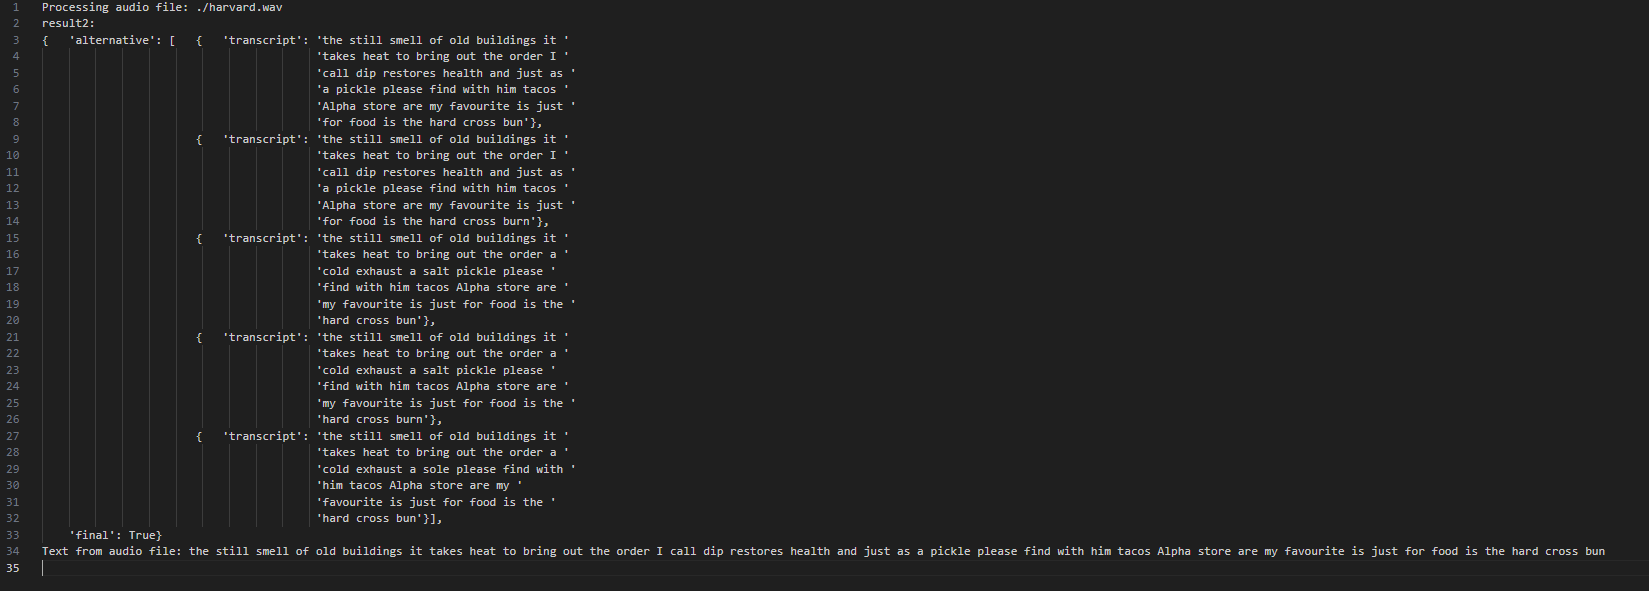 1 Processing audio file: ./harvard.wav
2 result2:
3 {   'alternative': [   {   'transcript': 'the still smell of old buildings it '
4 'takes heat to bring out the order I '
5 'call dip restores health and just as '
6 'a pickle please find with him tacos '
7 'Alpha store are my favourite is just '
8 'for food is the hard cross bun'},
9 {   'transcript': 'the still smell of old buildings it '
10 'takes heat to bring out the order I '
11 'call dip restores health and just as '
12 'a pickle please find with him tacos '
13 'Alpha store are my favourite is just '
14 'for food is the hard cross burn'},
15 {   'transcript': 'the still smell of old buildings it '
16 'takes heat to bring out the order a '
17 'cold exhaust a salt pickle please '
18 'find with him tacos Alpha store are '
19 'my favourite is just for food is the '
20 'hard cross bun'},
21 {   'transcript': 'the still smell of old buildings it '
22 'takes heat to bring out the order a '
23 'cold exhaust a salt pickle please '
24 'find with him tacos Alpha store are '
25 'my favourite is just for food is the '
26 'hard cross burn'},
27 {   'transcript': 'the still smell of old buildings it '
28 'takes heat to bring out the order a '
29 'cold exhaust a sole please find with '
30 'him tacos Alpha store are my '
31 'favourite is just for food is the '
32 'hard cross bun'}],
33 'final': True}
34 Text from audio file: the still smell of old buildings it takes heat to bring out the order I call dip restores health and just as a pickle please find with him tacos Alpha store are my favourite is just for food is the hard cross bun
35